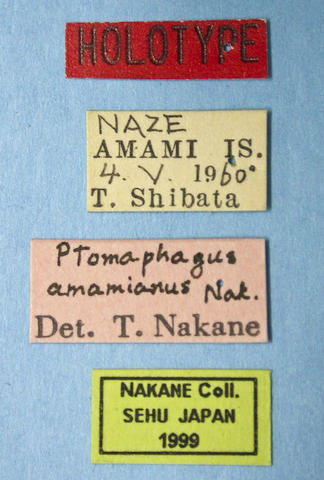 HOLOTYPE
NAZE
AMAMI IS.
4. V. 1960.
T. Shibata
Ptomaphagus
amamianus Nak.
Det. T. Nakane
NAKANE Coll.
SEHU JAPAN
1999